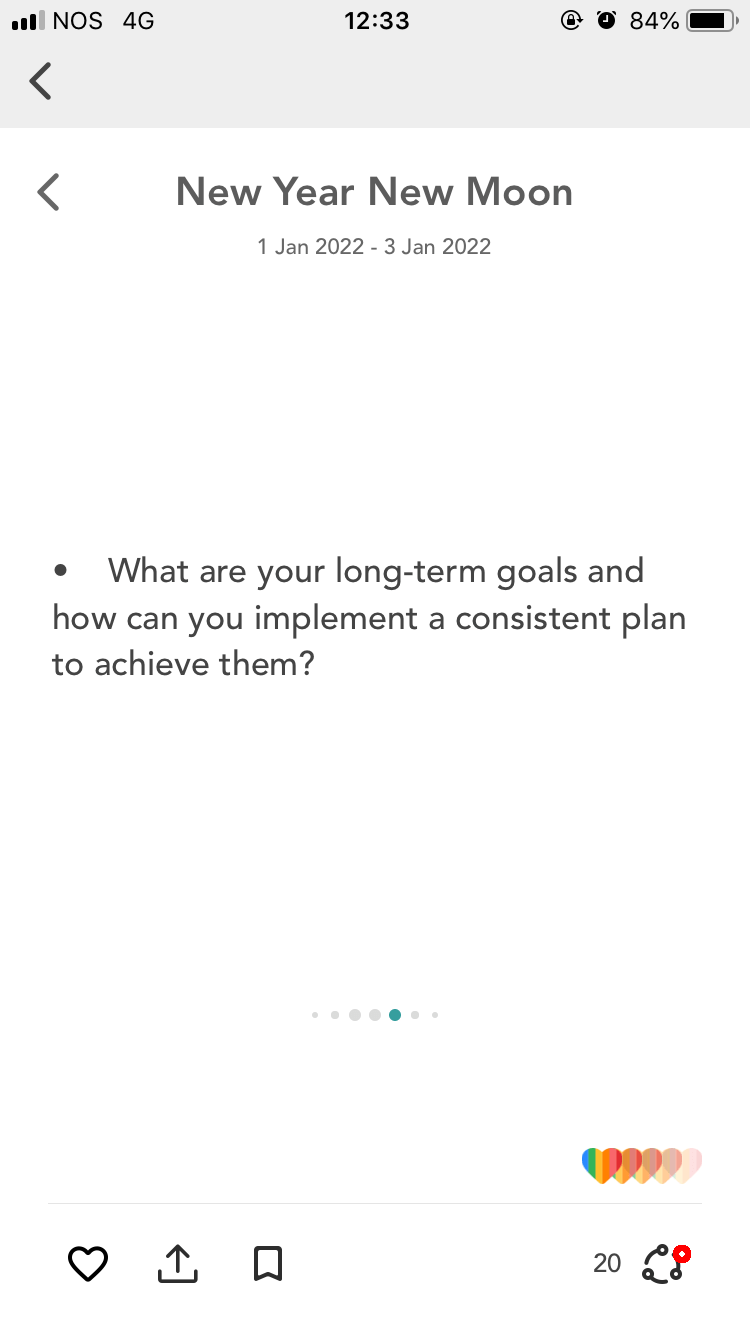 NOS 4G 12:33 84%
New Year New Moon
1 Jan 2022 - 3 Jan 2022
• What are your long-term goals and
how can you implement a consistent plan
to achieve them?
20